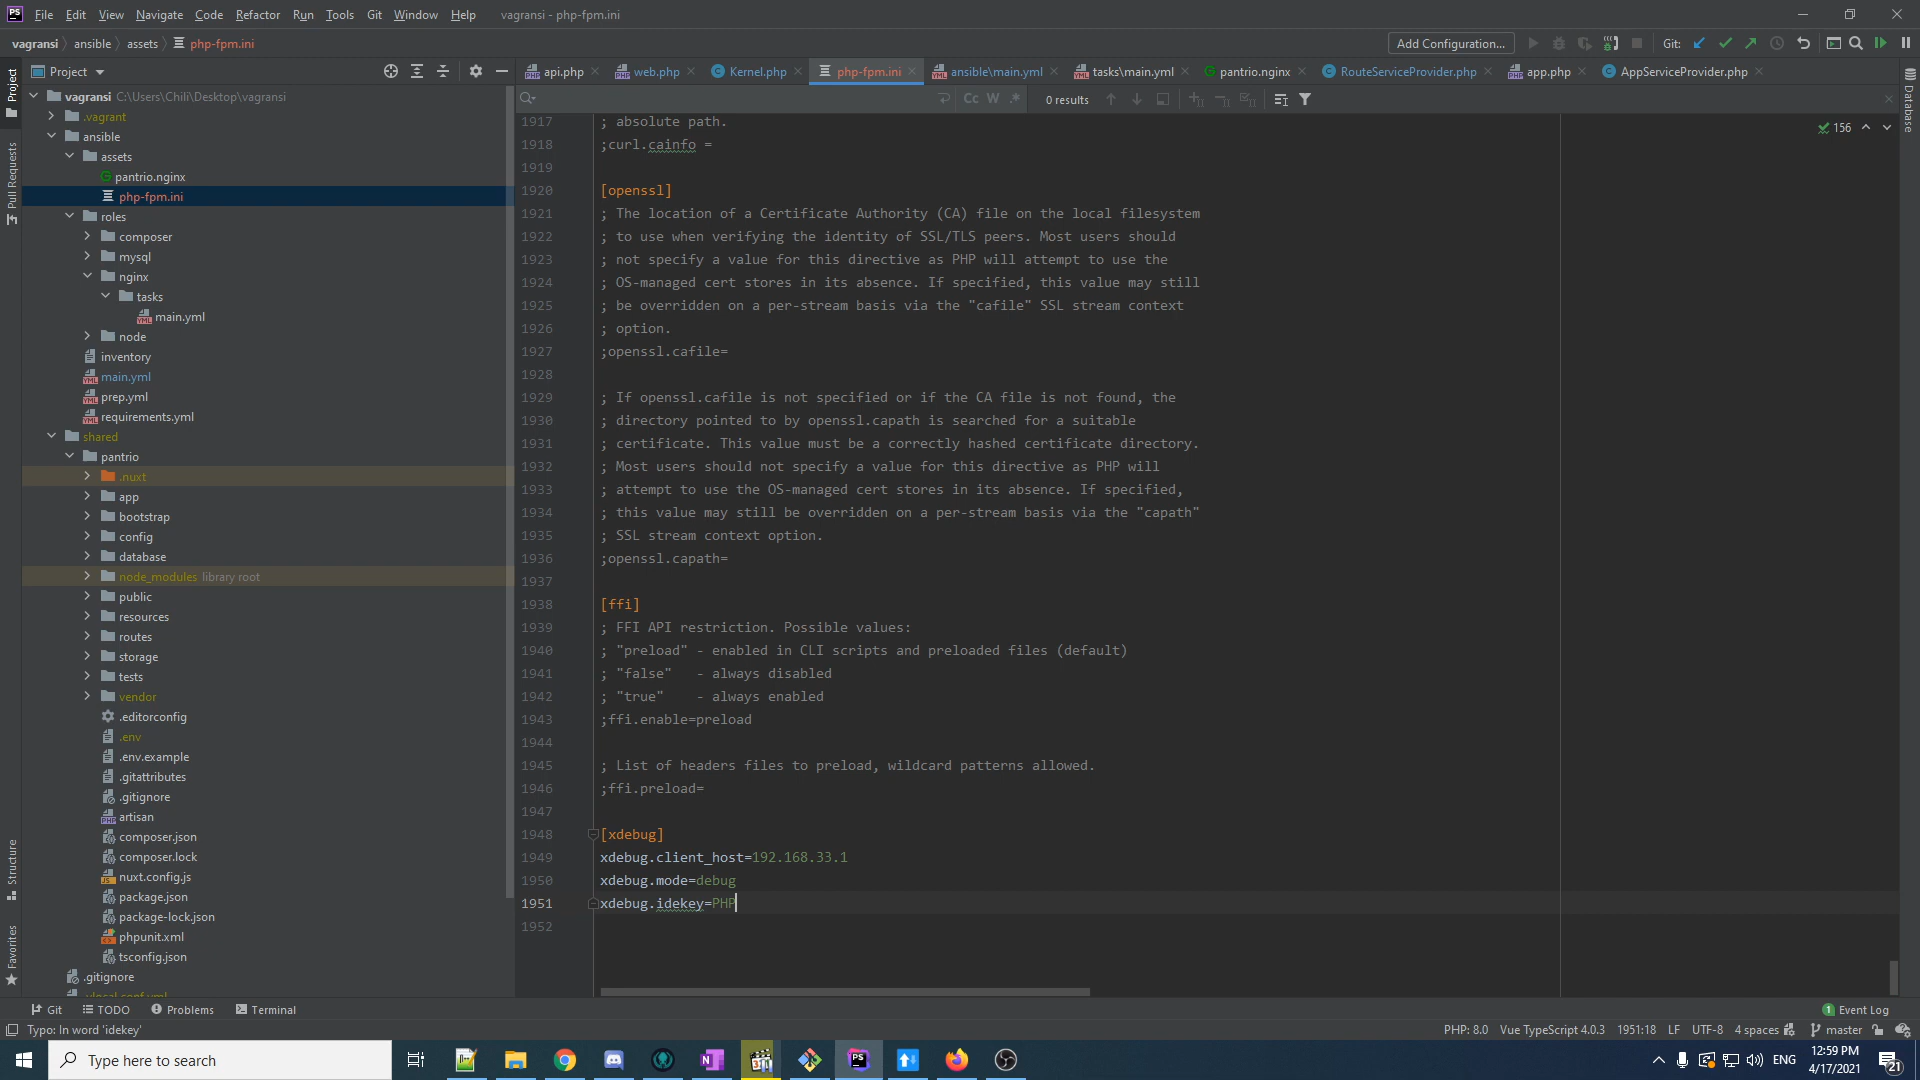 File Edit View Navigate Code Refactor Run Tools Git Window Help vagransi - php-fpm.ini
vagransi ansible assets php-fpm.ini Add Configuration... Git:
Project
api.php web.php Kernel.php php-fpm.ini ansible\main.yml tasks\main.yml pantrio.nginx RouteServiceProvider.php app.php AppServiceProvider.php
Cc W .* 0 results
156
Project
Pull Requests
Structure
Favorites
Database
vagransi C:\Users\Chili\Desktop\vagransi
.vagrant
ansible
assets
pantrio.nginx
php-fpm.ini
roles
composer
mysql
nginx
tasks
main.yml
node
inventory
main.yml
prep.yml
requirements.yml
shared
pantrio
.nuxt
app
bootstrap
config
database
node_modules library root
public
resources
routes
storage
tests
vendor
.editorconfig
.env
.env.example
.gitattributes
.gitignore
artisan
composer.json
composer.lock
nuxt.config.js
package.json
package-lock.json
phpunit.xml
tsconfig.json
.gitignore
1917 ; absolute path.
1918 ;curl.cainfo =
1919
1920 [openssl]
1921 ; The location of a Certificate Authority (CA) file on the local filesystem
1922 ; to use when verifying the identity of SSL/TLS peers. Most users should
1923 ; not specify a value for this directive as PHP will attempt to use the
1924 ; OS-managed cert stores in its absence. If specified, this value may still
1925 ; be overridden on a per-stream basis via the "cafile" SSL stream context
1926 ; option.
1927 ;openssl.cafile=
1928
1929 ; If openssl.cafile is not specified or if the CA file is not found, the
1930 ; directory pointed to by openssl.capath is searched for a suitable
1931 ; certificate. This value must be a correctly hashed certificate directory.
1932 ; Most users should not specify a value for this directive as PHP will
1933 ; attempt to use the OS-managed cert stores in its absence. If specified,
1934 ; this value may still be overridden on a per-stream basis via the "capath"
1935 ; SSL stream context option.
1936 ;openssl.capath=
1937
1938 [ffi]
1939 ; FFI API restriction. Possible values:
1940 ; "preload" - enabled in CLI scripts and preloaded files (default)
1941 ; "false" - always disabled
1942 ; "true" - always enabled
1943 ;ffi.enable=preload
1944
1945 ; List of headers files to preload, wildcard patterns allowed.
1946 ;ffi.preload=
1947
1948 [xdebug]
1949 xdebug.client_host=192.168.33.1
1950 xdebug.mode=debug
1951 xdebug.idekey=PHP
1952
Git TODO Problems Terminal 1 Event Log
Typo: In word 'idekey' PHP: 8.0 Vue TypeScript 4.0.3 1951:18 LF UTF-8 4 spaces master
Type here to search ENG 12:59 PM
4/17/2021
21